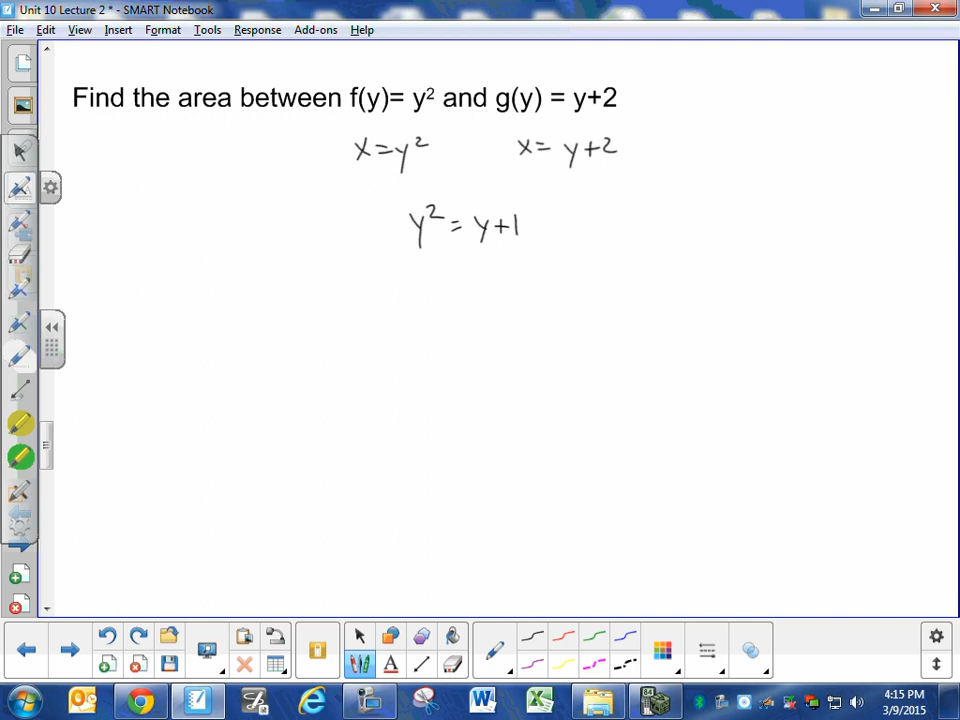 Unit 10 Lecture 2 * - SMART Notebook
File Edit View Insert Format Tools Response Add-ons Help
Find the area between f(y)= y² and g(y) = y+2
x=y² x= y+2
y² = y+1
4:15 PM
3/9/2015